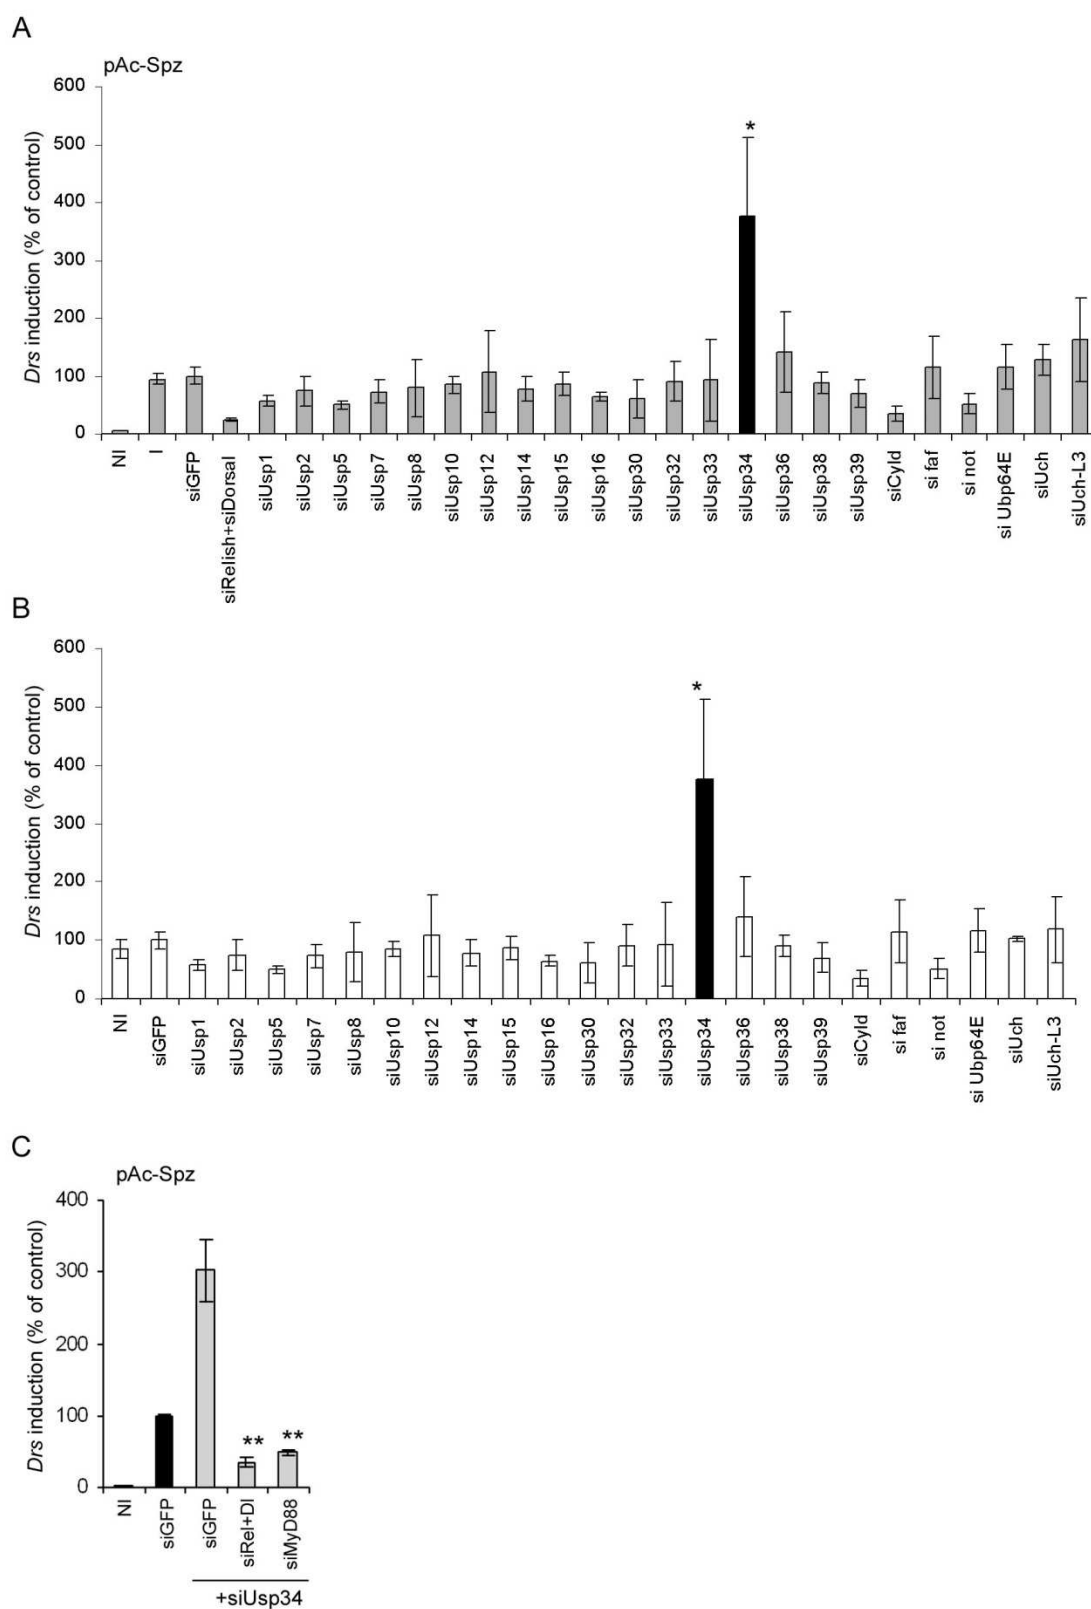 A
pAc-Spz
Drs induction (% of control)
600
500
400
300
200
100
0
*
NI
I
siGFP
siRelish+siDorsal
siUsp1
siUsp2
siUsp5
siUsp7
siUsp8
siUsp10
siUsp12
siUsp14
siUsp15
siUsp16
siUsp30
siUsp32
siUsp33
siUsp34
siUsp36
siUsp38
siUsp39
siCyld
si faf
si not
si Ubp64E
siUch
siUch-L3
B
Drs induction (% of control)
600
500
400
300
200
100
0
*
NI
siGFP
siUsp1
siUsp2
siUsp5
siUsp7
siUsp8
siUsp10
siUsp12
siUsp14
siUsp15
siUsp16
siUsp30
siUsp32
siUsp33
siUsp34
siUsp36
siUsp38
siUsp39
siCyld
si faf
si not
si Ubp64E
siUch
siUch-L3
C
pAc-Spz
Drs induction (% of control)
400
300
200
100
0
**
**
NI
siGFP
siGFP
siRel+Dl
siMyD88
+siUsp34